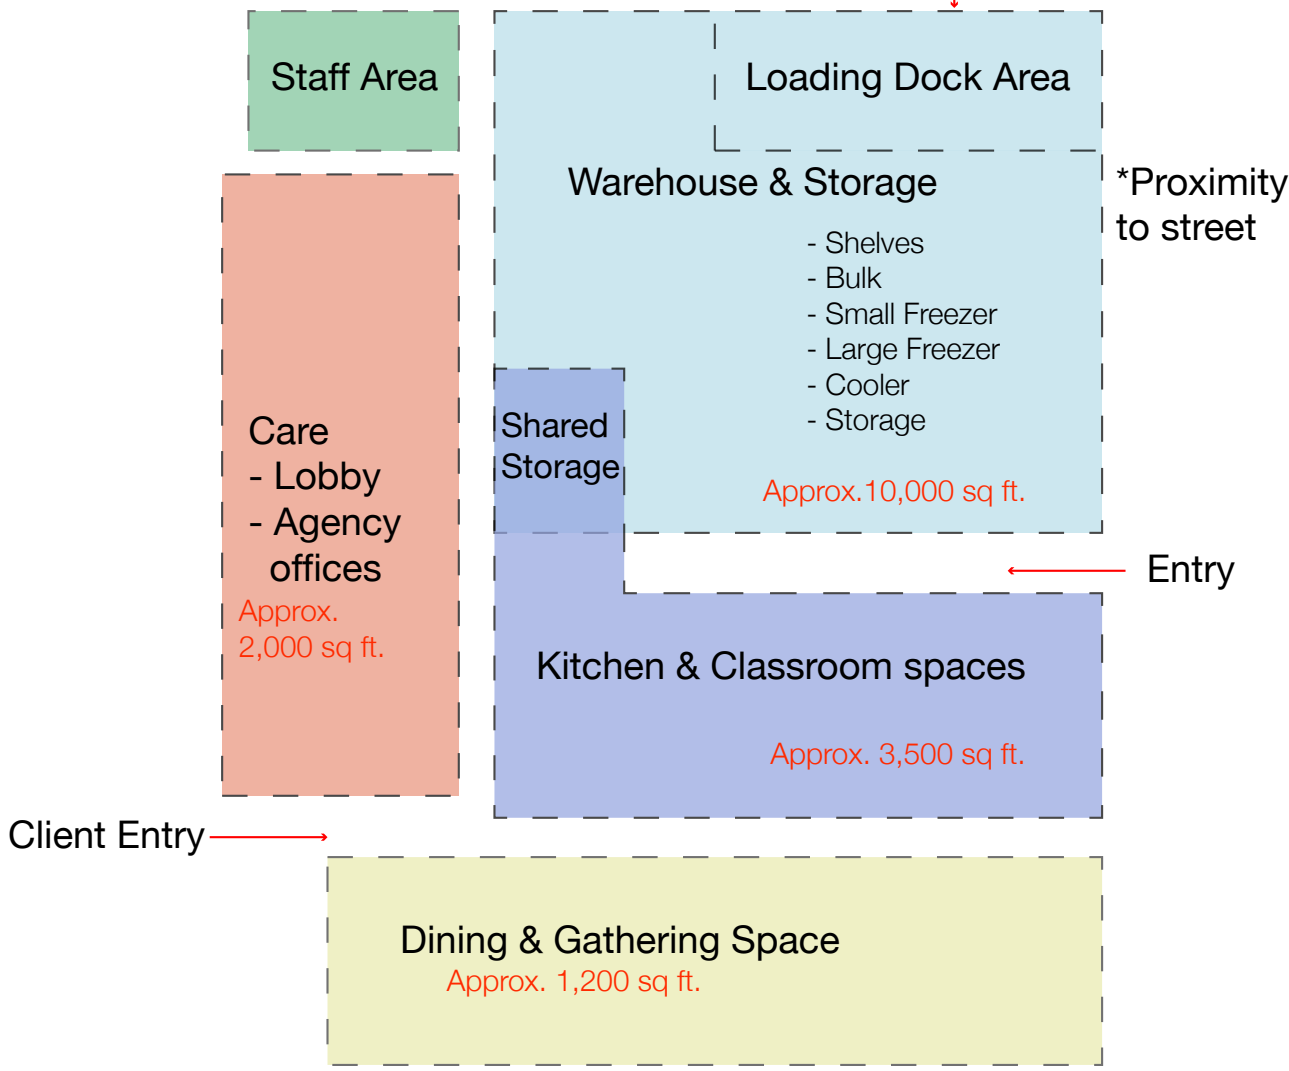 Staff Area
Loading Dock Area
Warehouse & Storage
*Proximity
to street
- Shelves
- Bulk
- Small Freezer
- Large Freezer
- Cooler
- Storage
Approx.10,000 sq ft.
Shared
Storage
Care
- Lobby
- Agency
offices
Approx.
2,000 sq ft.
Entry
Kitchen & Classroom spaces
Approx. 3,500 sq ft.
Client Entry
Dining & Gathering Space
Approx. 1,200 sq ft.